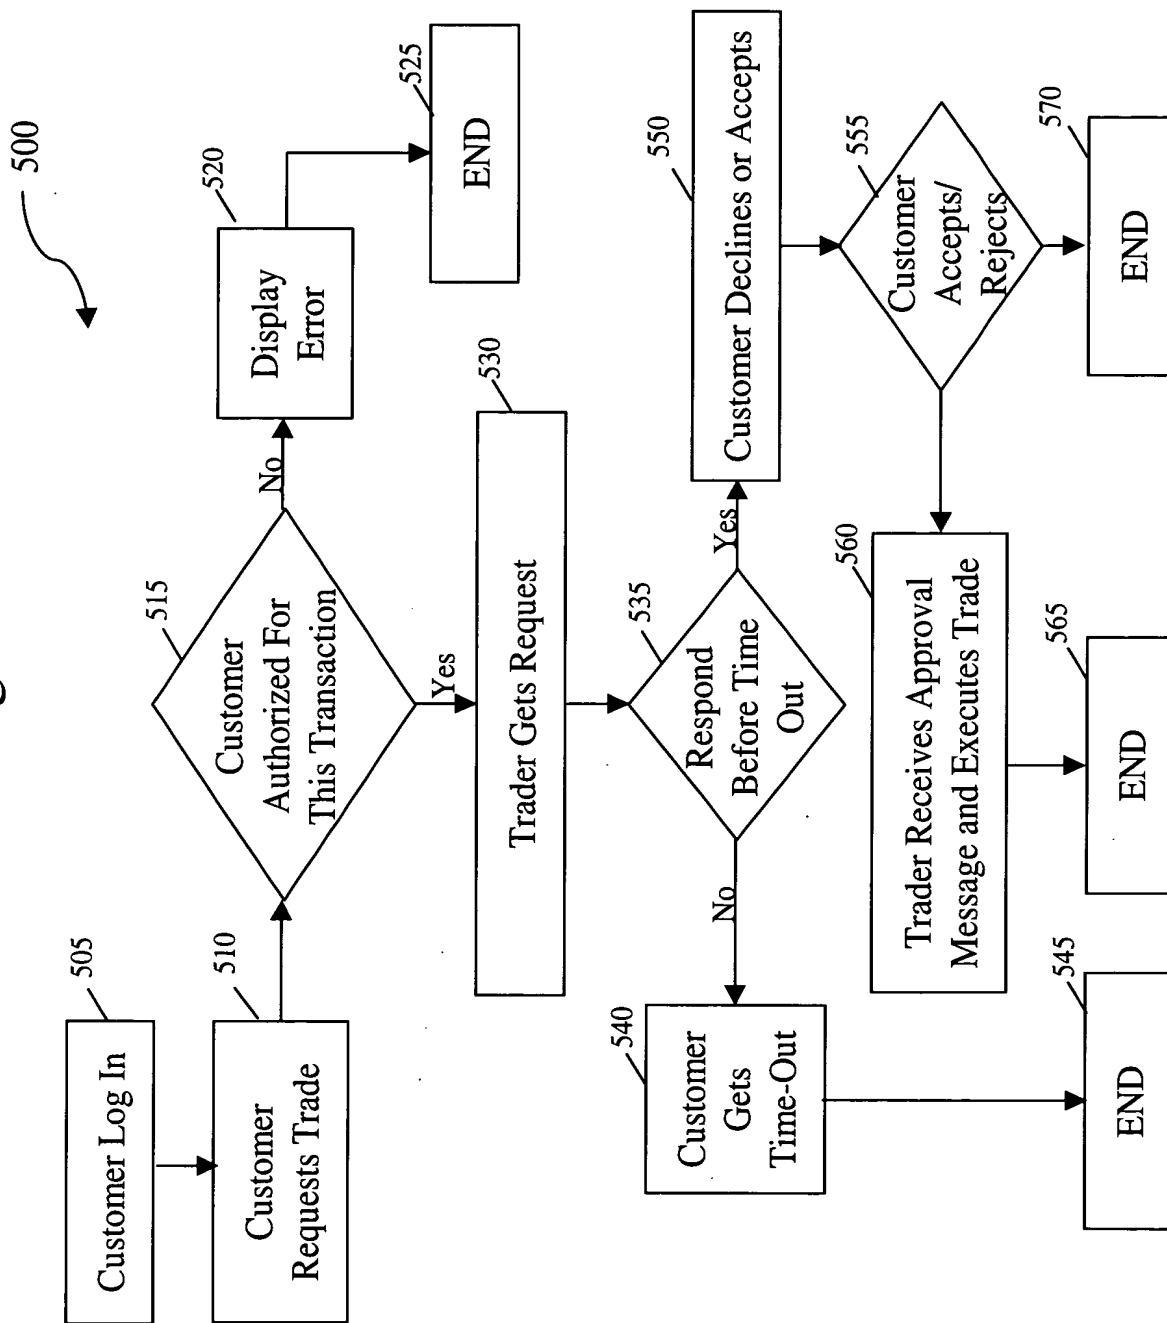 500
505
Customer Log In
510
Customer
Requests Trade
515
Customer
Authorized For
This Transaction
No
520
Display
Error
525
END
Yes
530
Trader Gets Request
535
Respond
Before Time
Out
No
540
Customer
Gets
Time-Out
545
END
Yes
550
Customer Declines or Accepts
555
Customer
Accepts/
Rejects
560
Trader Receives Approval
Message and Executes Trade
565
END
570
END